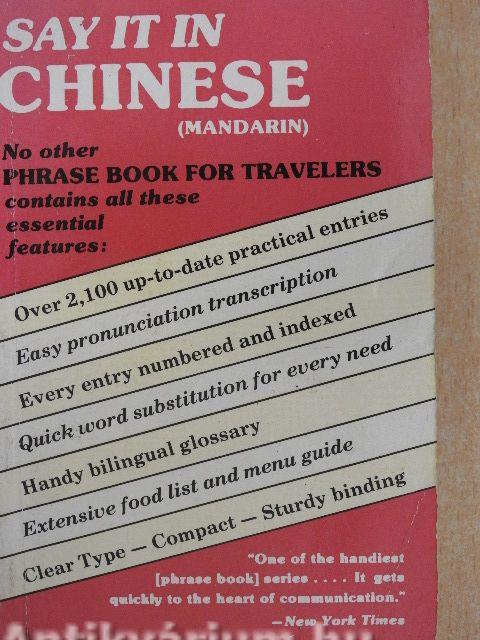 SAY IT IN
CHINESE
(MANDARIN)
No other
PHRASE BOOK FOR TRAVELERS
contains all these
essential
features:
Over 2,100 up-to-date practical entries
Easy pronunciation transcription
Every entry numbered and indexed
Quick word substitution for every need
Handy bilingual glossary
Extensive food list and menu guide
Clear Type — Compact — Sturdy binding
"One of the handiest
[phrase book] series . . . . It gets
quickly to the heart of communication."
—New York Times
Antikvárium.hu